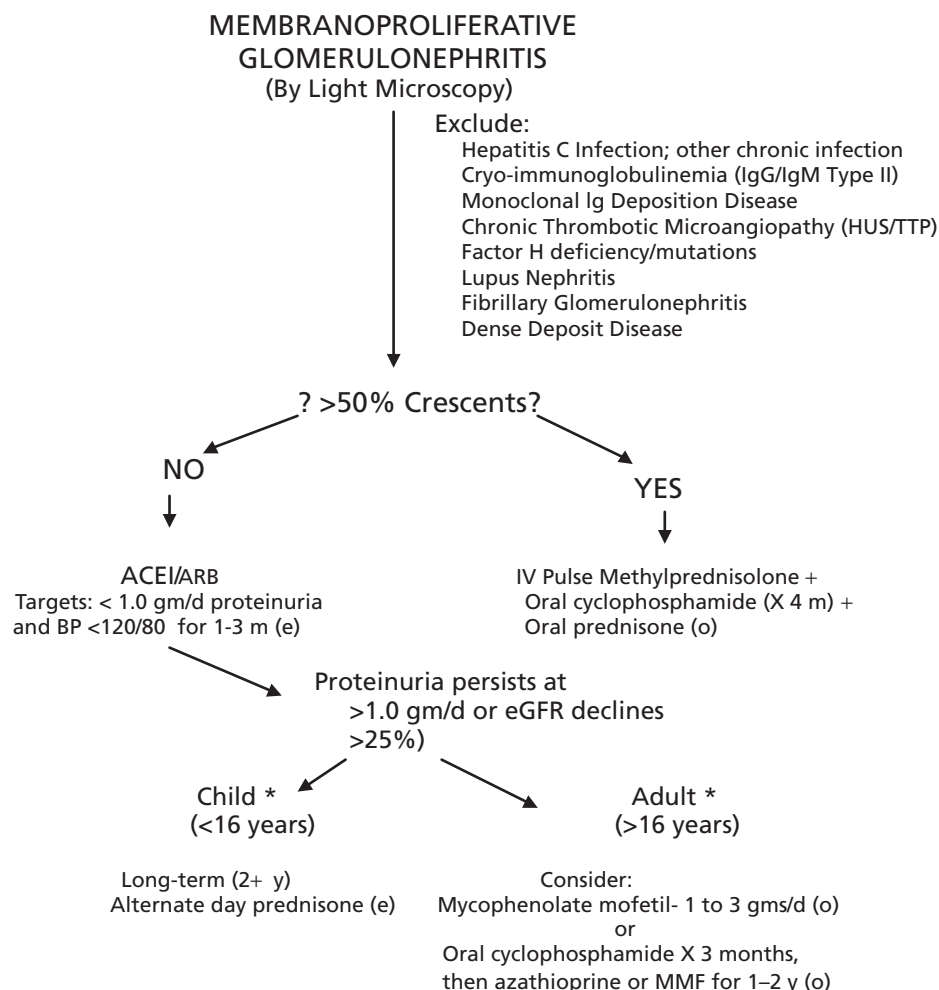 MEMBRANOPROLIFERATIVE
GLOMERULONEPHRITIS
(By Light Microscopy)
Exclude:
Hepatitis C Infection; other chronic infection
Cryo-immunoglobulinemia (IgG/IgM Type II)
Monoclonal Ig Deposition Disease
Chronic Thrombotic Microangiopathy (HUS/TTP)
Factor H deficiency/mutations
Lupus Nephritis
Fibrillary Glomerulonephritis
Dense Deposit Disease
? >50% Crescents?
NO
YES
ACEI/ARB
Targets: < 1.0 gm/d proteinuria
and BP <120/80 for 1-3 m (e)
IV Pulse Methylprednisolone +
Oral cyclophosphamide (X 4 m) +
Oral prednisone (o)
Proteinuria persists at
>1.0 gm/d or eGFR declines
>25%)
Child *
(<16 years)
Adult *
(>16 years)
Long-term (2+ y)
Alternate day prednisone (e)
Consider:
Mycophenolate mofetil- 1 to 3 gms/d (o)
or
Oral cyclophosphamide X 3 months,
then azathioprine or MMF for 1–2 y (o)